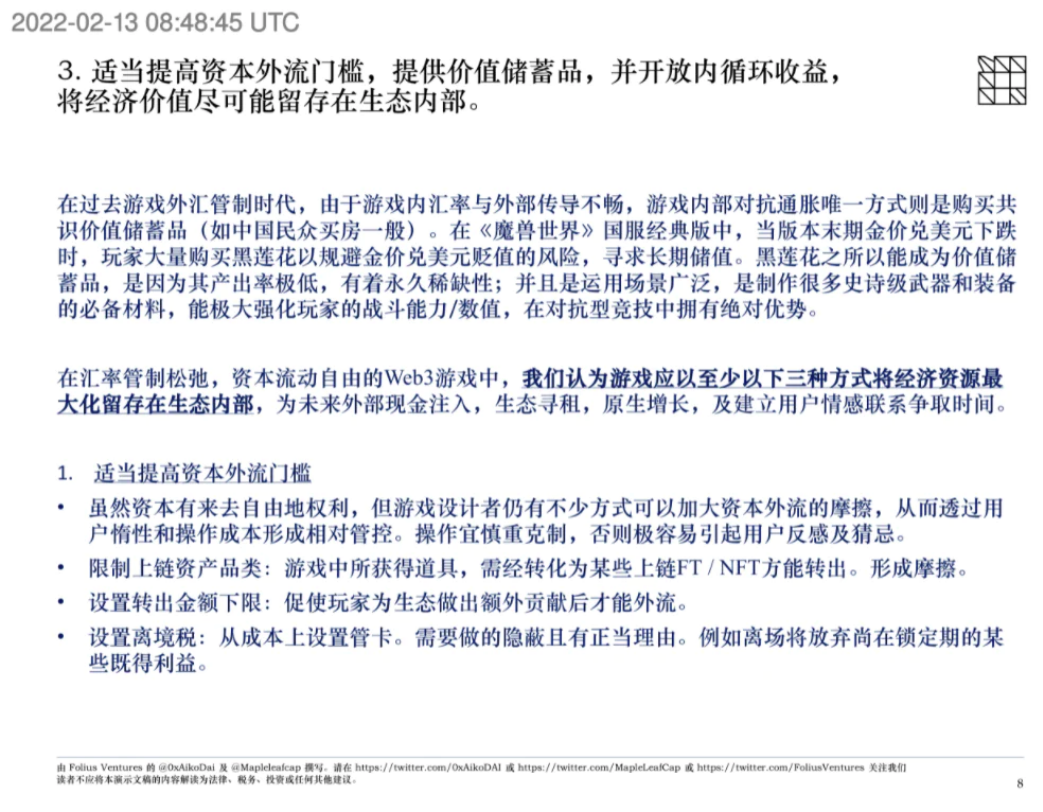 2022-02-13 08:48:45 UTC
3. 适当提高资本外流门槛，提供价值储蓄品，并开放内循环收益，
将经济价值尽可能留存在生态内部。
在过去游戏外汇管制时代，由于游戏内汇率与外部传导不畅，游戏内部对抗通胀唯一方式则是购买共
识价值储蓄品（如中国民众买房一般）。在《魔兽世界》国服经典版中，当版本末期金价兑美元下跌
时，玩家大量购买黑莲花以规避金价兑美元贬值的风险，寻求长期储值。黑莲花之所以能成为价值储
蓄品，是因为其产出率极低，有着永久稀缺性；并且是运用场景广泛，是制作很多史诗级武器和装备
的必备材料，能极大强化玩家的战斗能力/数值，在对抗型竞技中拥有绝对优势。
在汇率管制松弛，资本流动自由的Web3游戏中，我们认为游戏应以至少以下三种方式将经济资源最
大化留存在生态内部，为未来外部现金注入，生态寻租，原生增长，及建立用户情感联系争取时间。
1. 适当提高资本外流门槛
• 虽然资本有来去自由地权利，但游戏设计者仍有不少方式可以加大资本外流的摩擦，从而透过用
户惰性和操作成本形成相对管控。操作宜慎重克制，否则极容易引起用户反感及猜忌。
• 限制上链资产品类：游戏中所获得道具，需经转化为某些上链FT / NFT方能转出。形成摩擦。
• 设置转出金额下限：促使玩家为生态做出额外贡献后才能外流。
• 设置离境税：从成本上设置管卡。需要做的隐蔽且有正当理由。例如离场将放弃尚在锁定期的某
些既得利益。
由 Folius Ventures 的 @0xAikoDai 及 @Mapleleafcap 撰写。请在 https://twitter.com/0xAikoDAI 或 https://twitter.com/MapleLeafCap 或 https://twitter.com/FoliusVentures 关注我们
读者不应将本演示文稿的内容解读为法律、税务、投资或任何其他建议。
8